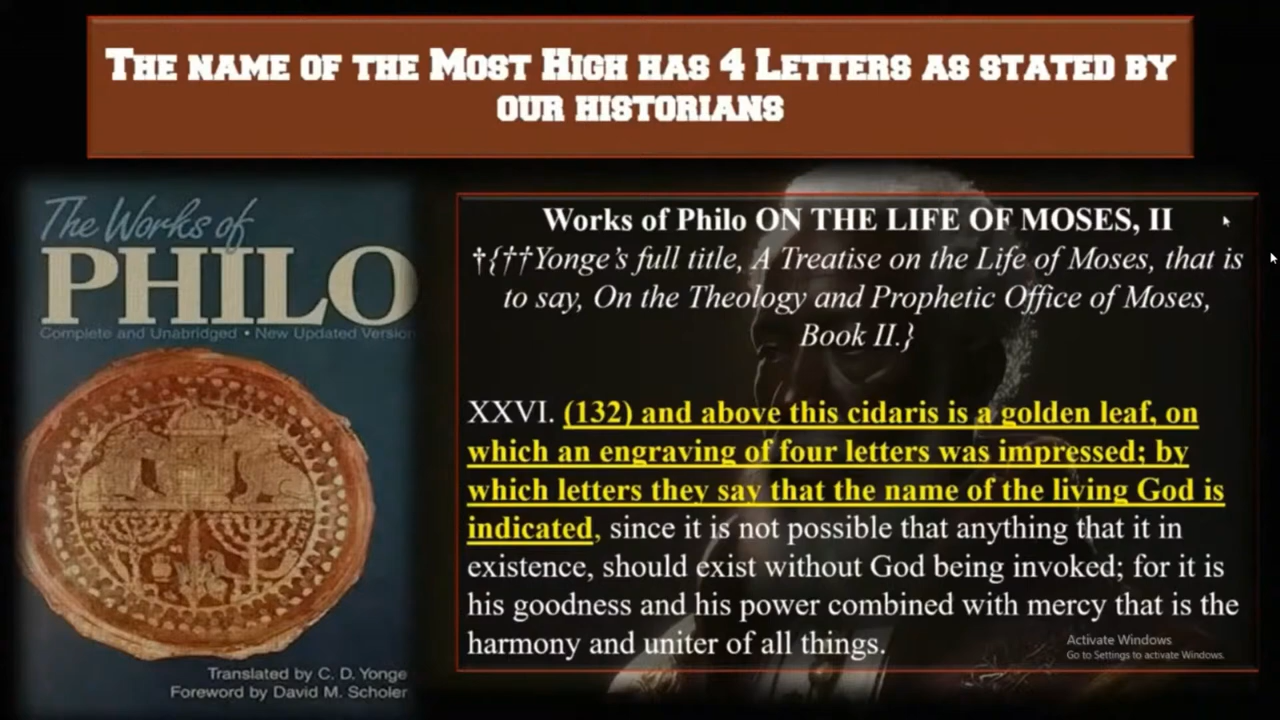 THE NAME OF THE MOST HIGH HAS 4 LETTERS AS STATED BY
OUR HISTORIANS
The Works of
PHILO
Complete and Unabridged • New Updated Version
Translated by C. D. Yonge
Foreword by David M. Scholer
Works of Philo ON THE LIFE OF MOSES, II
†{††Yonge's full title, A Treatise on the Life of Moses, that is
to say, On the Theology and Prophetic Office of Moses,
Book II.}
XXVI. (132) and above this cidaris is a golden leaf, on
which an engraving of four letters was impressed; by
which letters they say that the name of the living God is
indicated, since it is not possible that anything that it in
existence, should exist without God being invoked; for it is
his goodness and his power combined with mercy that is the
harmony and uniter of all things.
Activate Windows
Go to Settings to activate Windows.